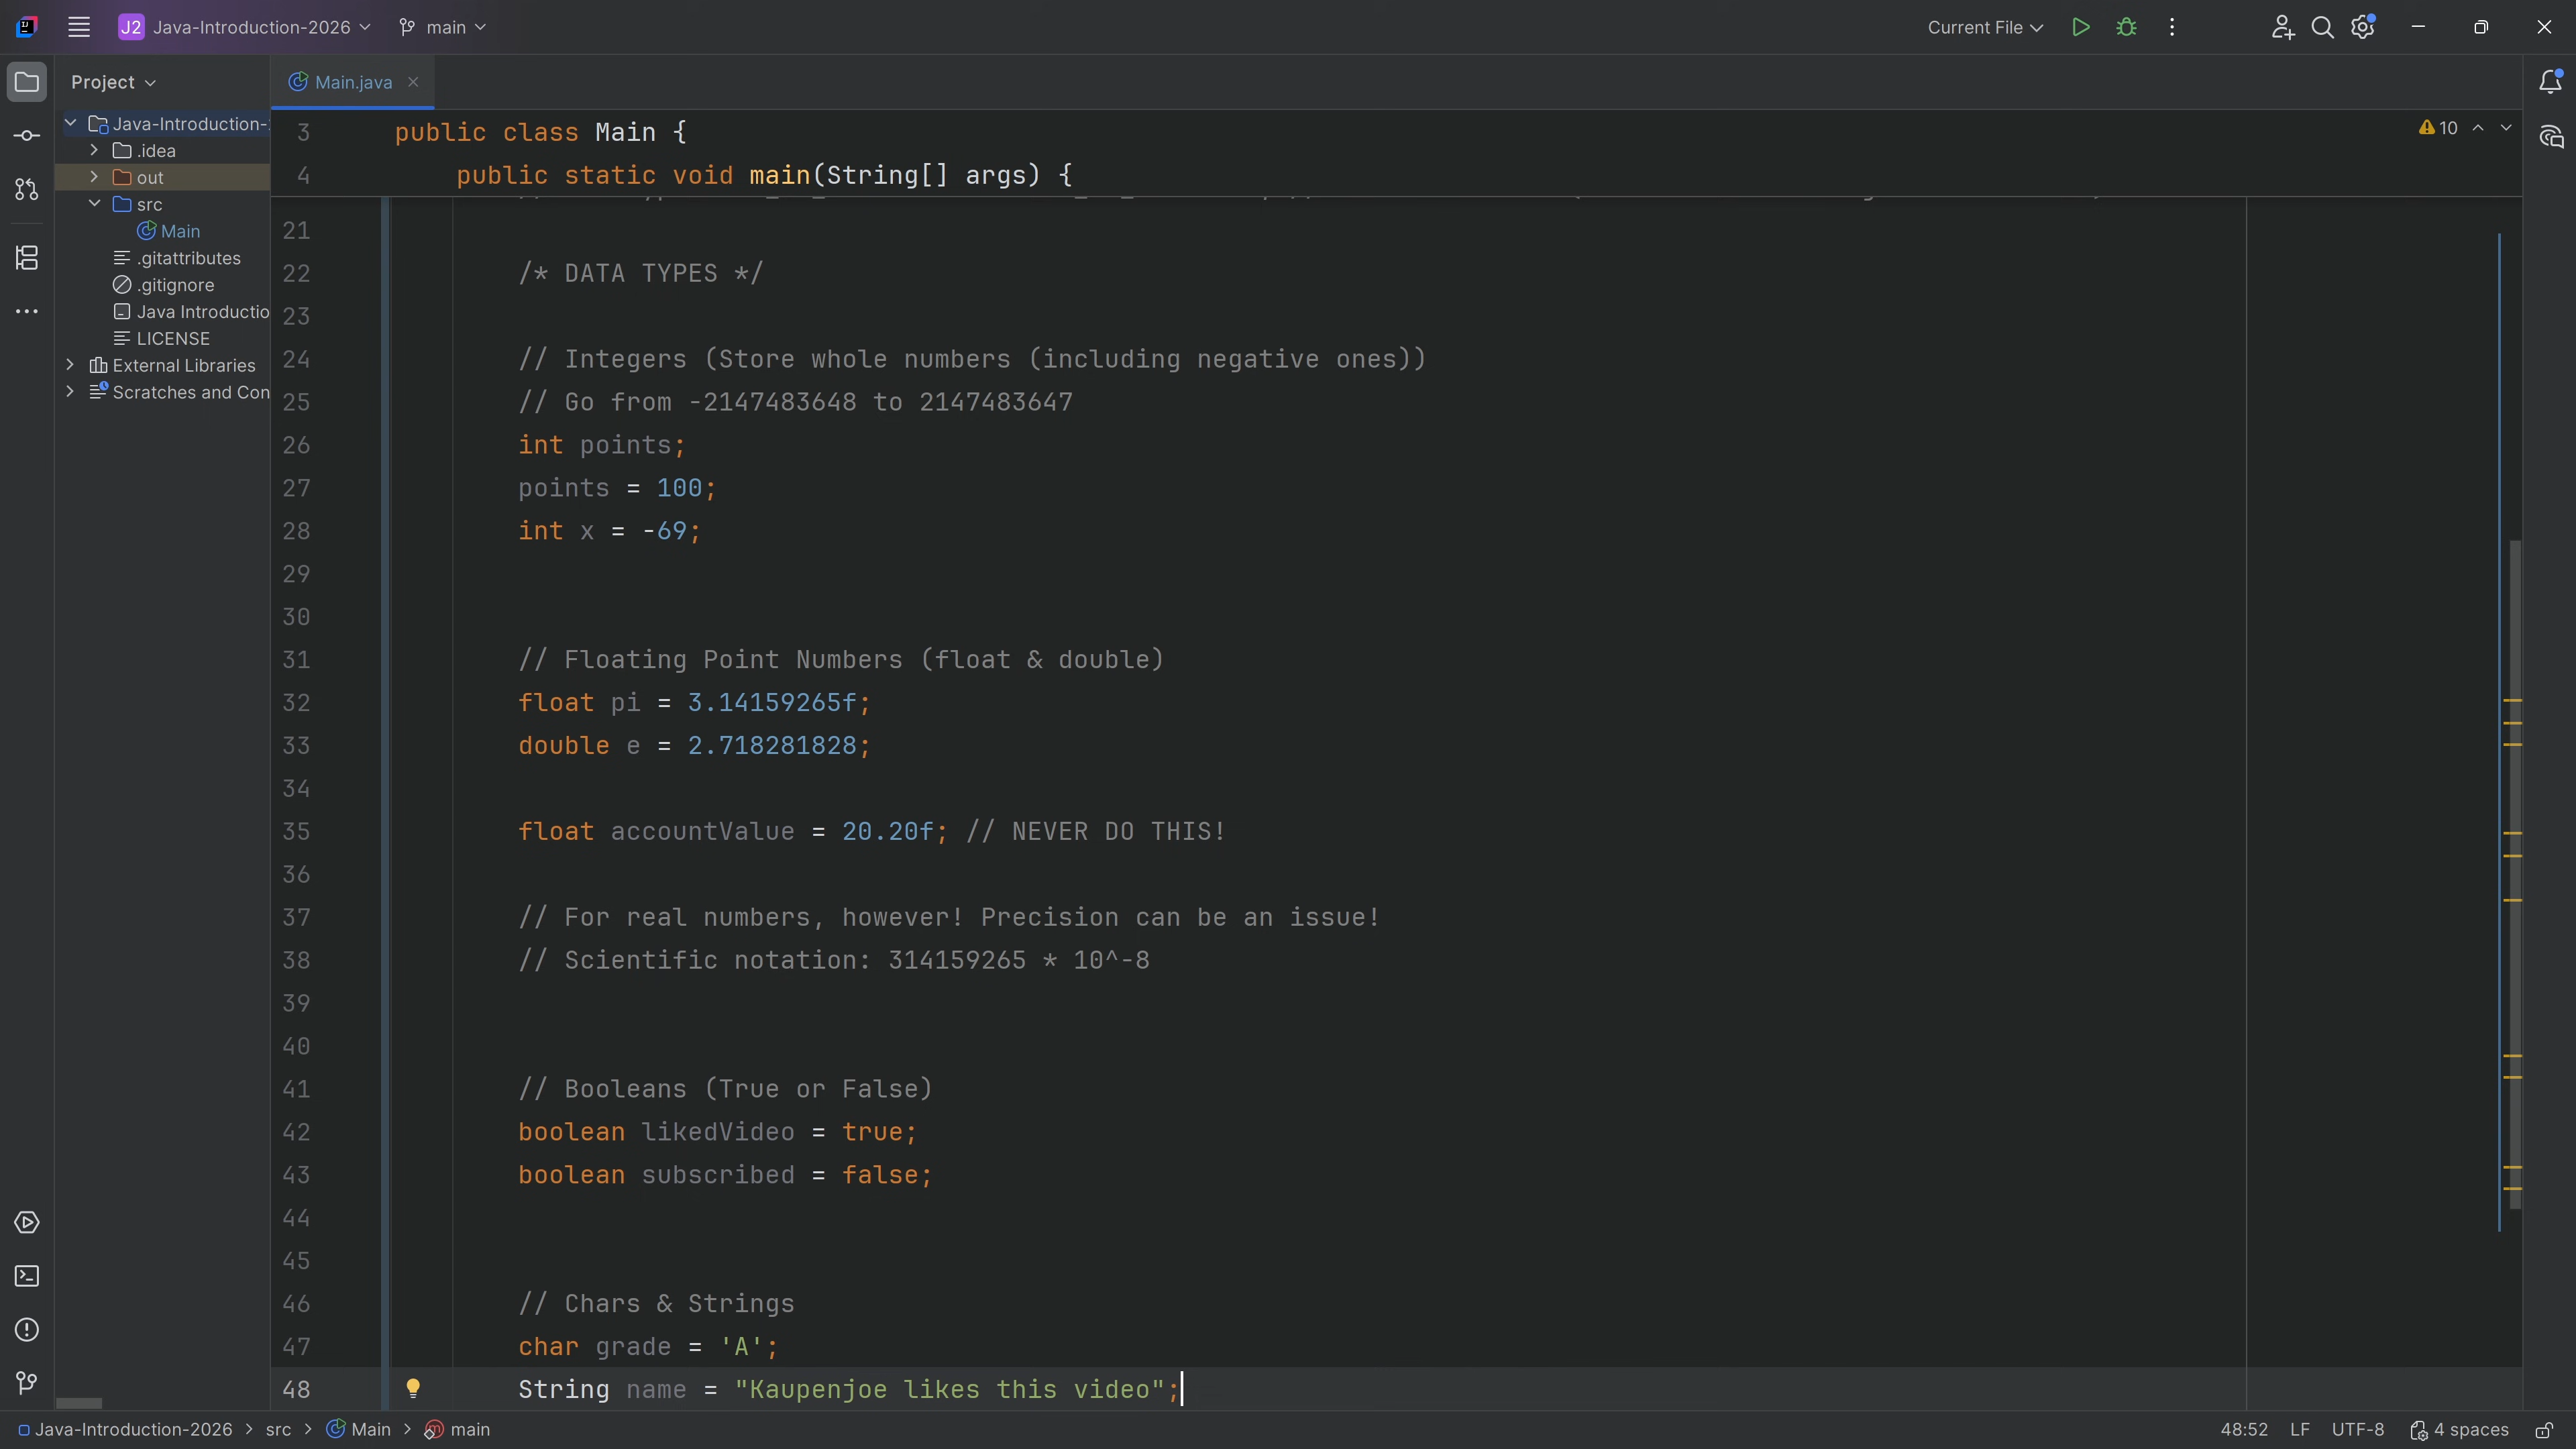 J2 Java-Introduction-2026 main Current File
Project
Main.java
Java-Introduction-
.idea
out
src
Main
.gitattributes
.gitignore
Java Introductio
LICENSE
External Libraries
Scratches and Con
10
3 public class Main {
4 public static void main(String[] args) {
21
22 /* DATA TYPES */
23
24 // Integers (Store whole numbers (including negative ones))
25 // Go from -2147483648 to 2147483647
26 int points;
27 points = 100;
28 int x = -69;
29
30
31 // Floating Point Numbers (float & double)
32 float pi = 3.14159265f;
33 double e = 2.718281828;
34
35 float accountValue = 20.20f; // NEVER DO THIS!
36
37 // For real numbers, however! Precision can be an issue!
38 // Scientific notation: 314159265 * 10^-8
39
40
41 // Booleans (True or False)
42 boolean likedVideo = true;
43 boolean subscribed = false;
44
45
46 // Chars & Strings
47 char grade = 'A';
48 String name = "Kaupenjoe likes this video";
Java-Introduction-2026 > src > Main > main 48:52 LF UTF-8 4 spaces